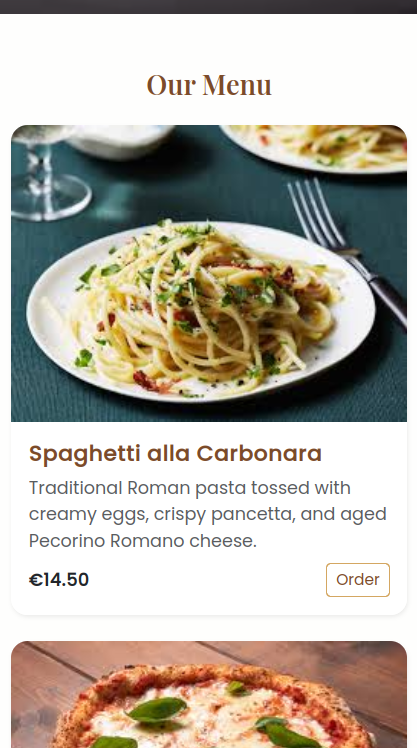 Our Menu
Spaghetti alla Carbonara
Traditional Roman pasta tossed with
creamy eggs, crispy pancetta, and aged
Pecorino Romano cheese.
€14.50
Order